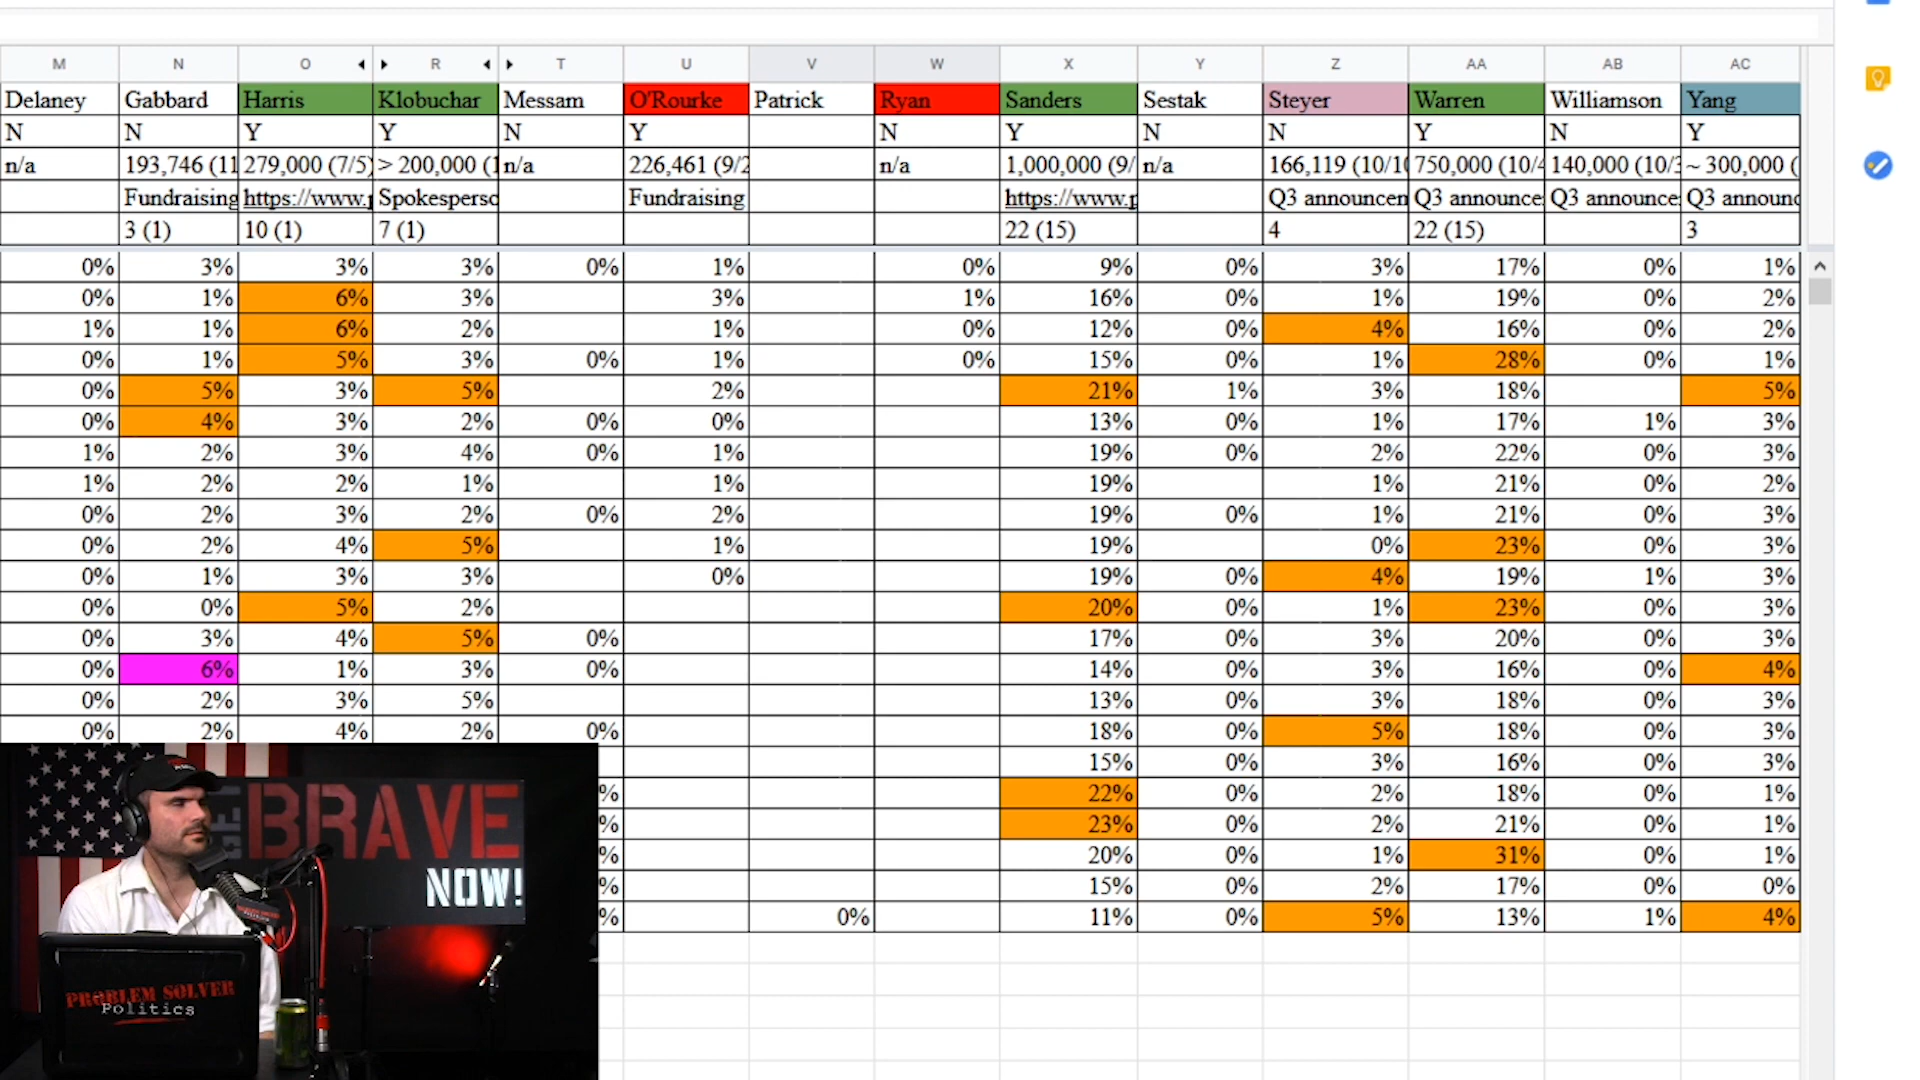 M N O R T U V W X Y Z AA AB AC
Delaney Gabbard Harris Klobuchar Messam O'Rourke Patrick Ryan Sanders Sestak Steyer Warren Williamson Yang
N N Y Y N Y N Y N N Y N Y
n/a 193,746 (11 279,000 (7/5) > 200,000 (1 n/a 226,461 (9/2 n/a 1,000,000 (9/ n/a 166,119 (10/10 750,000 (10/4 140,000 (10/3 ~ 300,000 (
Fundraising https://www.p Spokesperso Fundraising https://www.p Q3 announcen Q3 announce Q3 announce Q3 announc
3 (1) 10 (1) 7 (1) 22 (15) 4 22 (15) 3
0% 3% 3% 3% 0% 1% 0% 9% 0% 3% 17% 0% 1%
0% 1% 6% 3% 3% 1% 16% 0% 1% 19% 0% 2%
1% 1% 6% 2% 1% 0% 12% 0% 4% 16% 0% 2%
0% 1% 5% 3% 0% 1% 0% 15% 0% 1% 28% 0% 1%
0% 5% 3% 5% 2% 21% 1% 3% 18% 5%
0% 4% 3% 2% 0% 0% 13% 0% 1% 17% 1% 3%
1% 2% 3% 4% 0% 1% 19% 0% 2% 22% 0% 3%
1% 2% 2% 1% 1% 19% 1% 21% 0% 2%
0% 2% 3% 2% 0% 2% 19% 0% 1% 21% 0% 3%
0% 2% 4% 5% 1% 19% 0% 23% 0% 3%
0% 1% 3% 3% 0% 19% 0% 4% 19% 1% 3%
0% 0% 5% 2% 20% 0% 1% 23% 0% 3%
0% 3% 4% 5% 0% 17% 0% 3% 20% 0% 3%
0% 6% 1% 3% 0% 14% 0% 3% 16% 0% 4%
0% 2% 3% 5% 13% 0% 3% 18% 0% 3%
0% 2% 4% 2% 0% 18% 0% 5% 18% 0% 3%
15% 0% 3% 16% 0% 3%
% 22% 0% 2% 18% 0% 1%
% 23% 0% 2% 21% 0% 1%
% 20% 0% 1% 31% 0% 1%
% 15% 0% 2% 17% 0% 0%
% 0% 11% 0% 5% 13% 1% 4%
BRAVE
NOW!
PROBLEM SOLVER
Politics